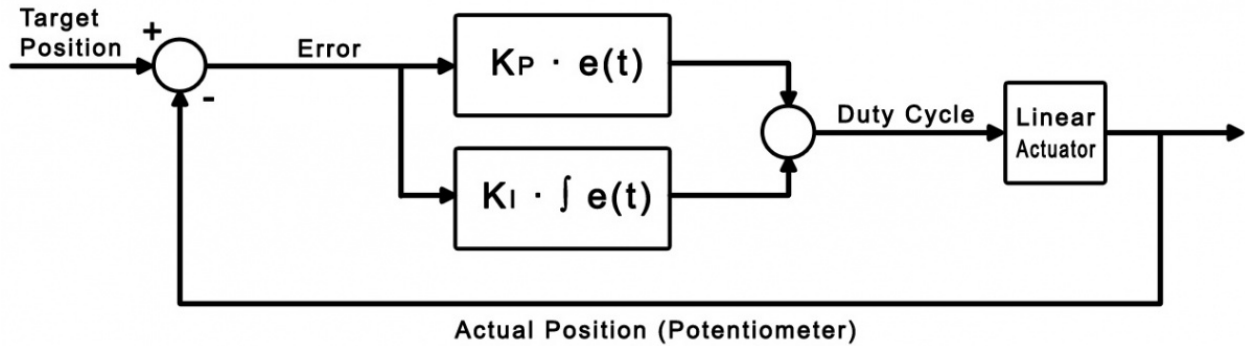 Target
Position
+
-
Error
KP · e(t)
KI · ∫ e(t)
Duty Cycle
Linear
Actuator
Actual Position (Potentiometer)